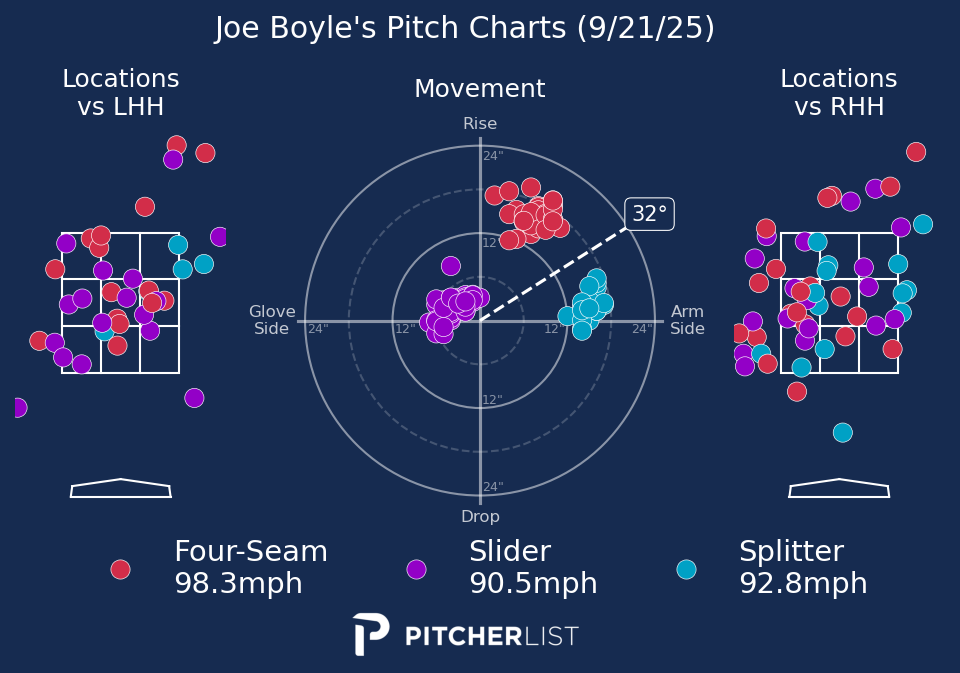 Joe Boyle's Pitch Charts (9/21/25)
Locations
vs LHH
Movement
Locations
vs RHH
Rise
24"
32°
12"
Glove
Side
24"
12"
12"
24"
Arm
Side
12"
24"
Drop
Four-Seam
98.3mph
Slider
90.5mph
Splitter
92.8mph
PITCHERLIST